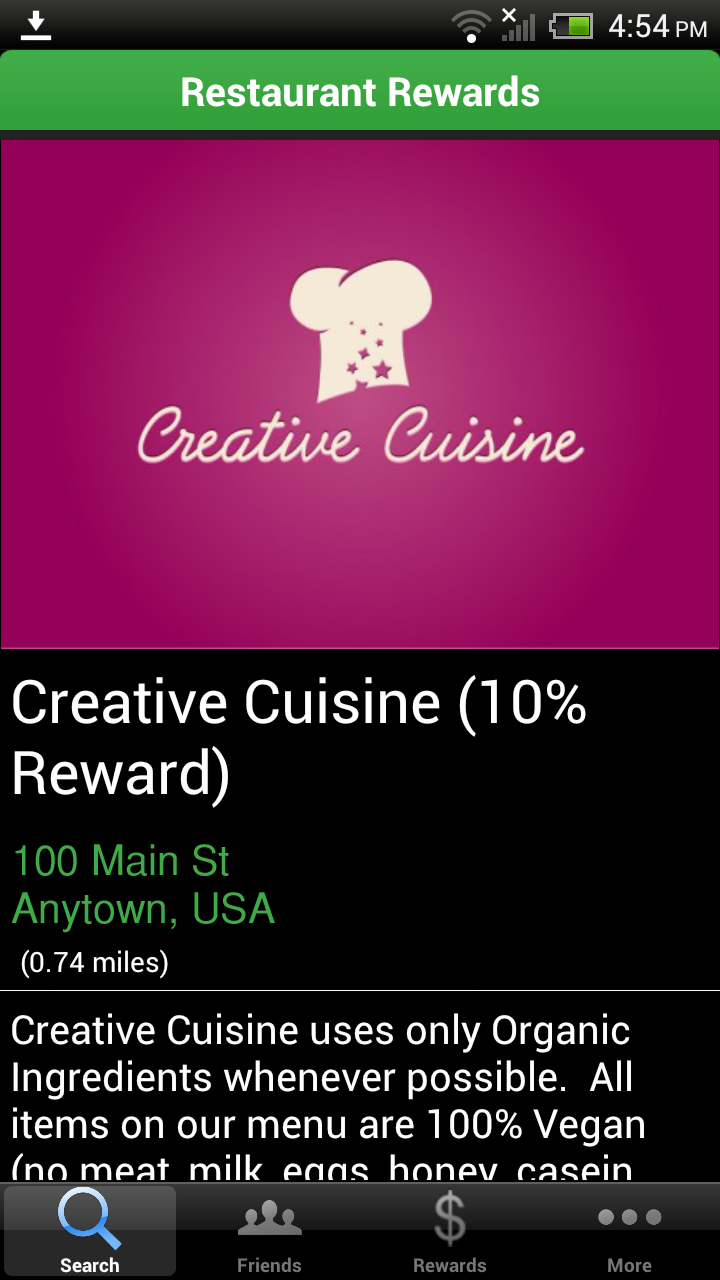 4:54 PM
Restaurant Rewards
Creative Cuisine
Creative Cuisine (10%
Reward)
100 Main St
Anytown, USA
(0.74 miles)
Creative Cuisine uses only Organic
Ingredients whenever possible.  All
items on our menu are 100% Vegan
(no meat, milk, eggs, honey, casein
Search
Friends
Rewards
More